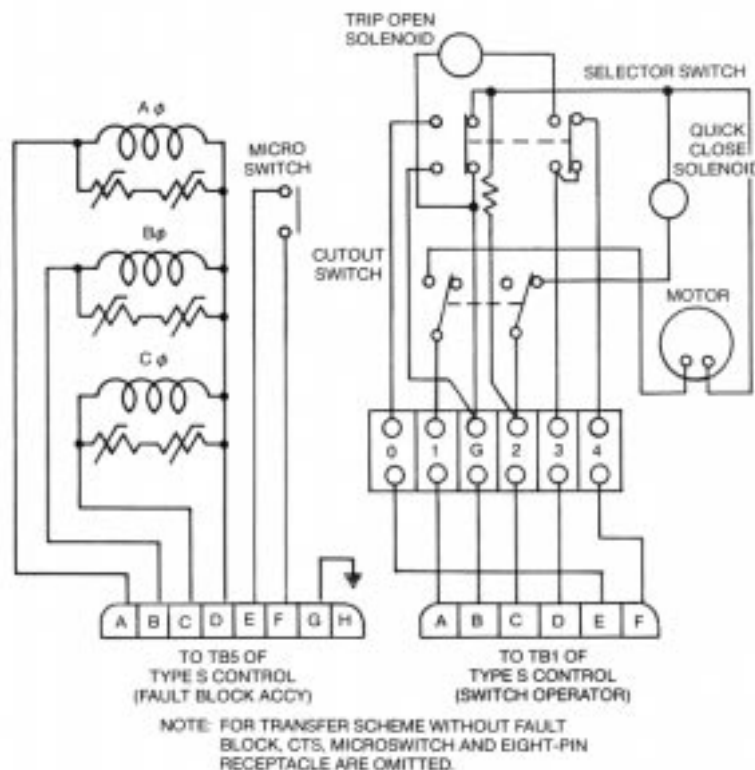 TRIP OPEN
SOLENOID
SELECTOR SWITCH
A ϕ
MICRO
SWITCH
QUICK
CLOSE
SOLENOID
Bϕ
CUTOUT
SWITCH
MOTOR
C ϕ
0 1 G 2 3 4
A B C D E F G H
A B C D E F
TO TB5 OF
TYPE S CONTROL
(FAULT BLOCK ACCY)
TO TB1 OF
TYPE S CONTROL
(SWITCH OPERATOR)
NOTE: FOR TRANSFER SCHEME WITHOUT FAULT
BLOCK, CTS, MICROSWITCH AND EIGHT-PIN
RECEPTACLE ARE OMITTED.